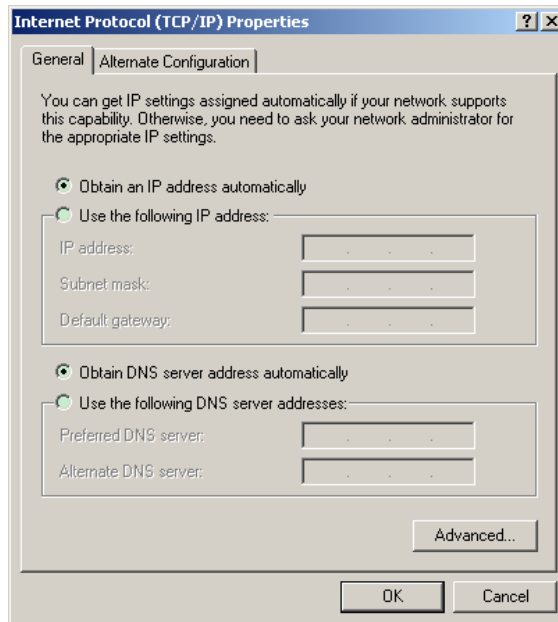 Internet Protocol (TCP/IP) Properties
General
Alternate Configuration
You can get IP settings assigned automatically if your network supports
this capability. Otherwise, you need to ask your network administrator for
the appropriate IP settings.
Obtain an IP address automatically
Use the following IP address:
IP address:
Subnet mask:
Default gateway:
Obtain DNS server address automatically
Use the following DNS server addresses:
Preferred DNS server:
Alternate DNS server:
Advanced...
OK
Cancel